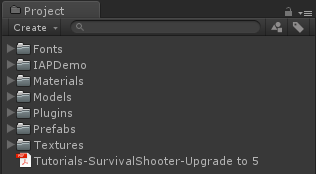 Project
Create
Fonts
IAPDemo
Materials
Models
Plugins
Prefabs
Textures
Tutorials-SurvivalShooter-Upgrade to 5